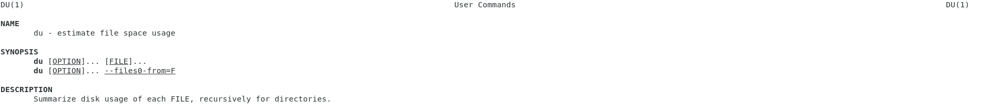 DU(1) User Commands DU(1)
NAME
du - estimate file space usage
SYNOPSIS
du [OPTION]... [FILE]...
du [OPTION]... --files0-from=F
DESCRIPTION
Summarize disk usage of each FILE, recursively for directories.